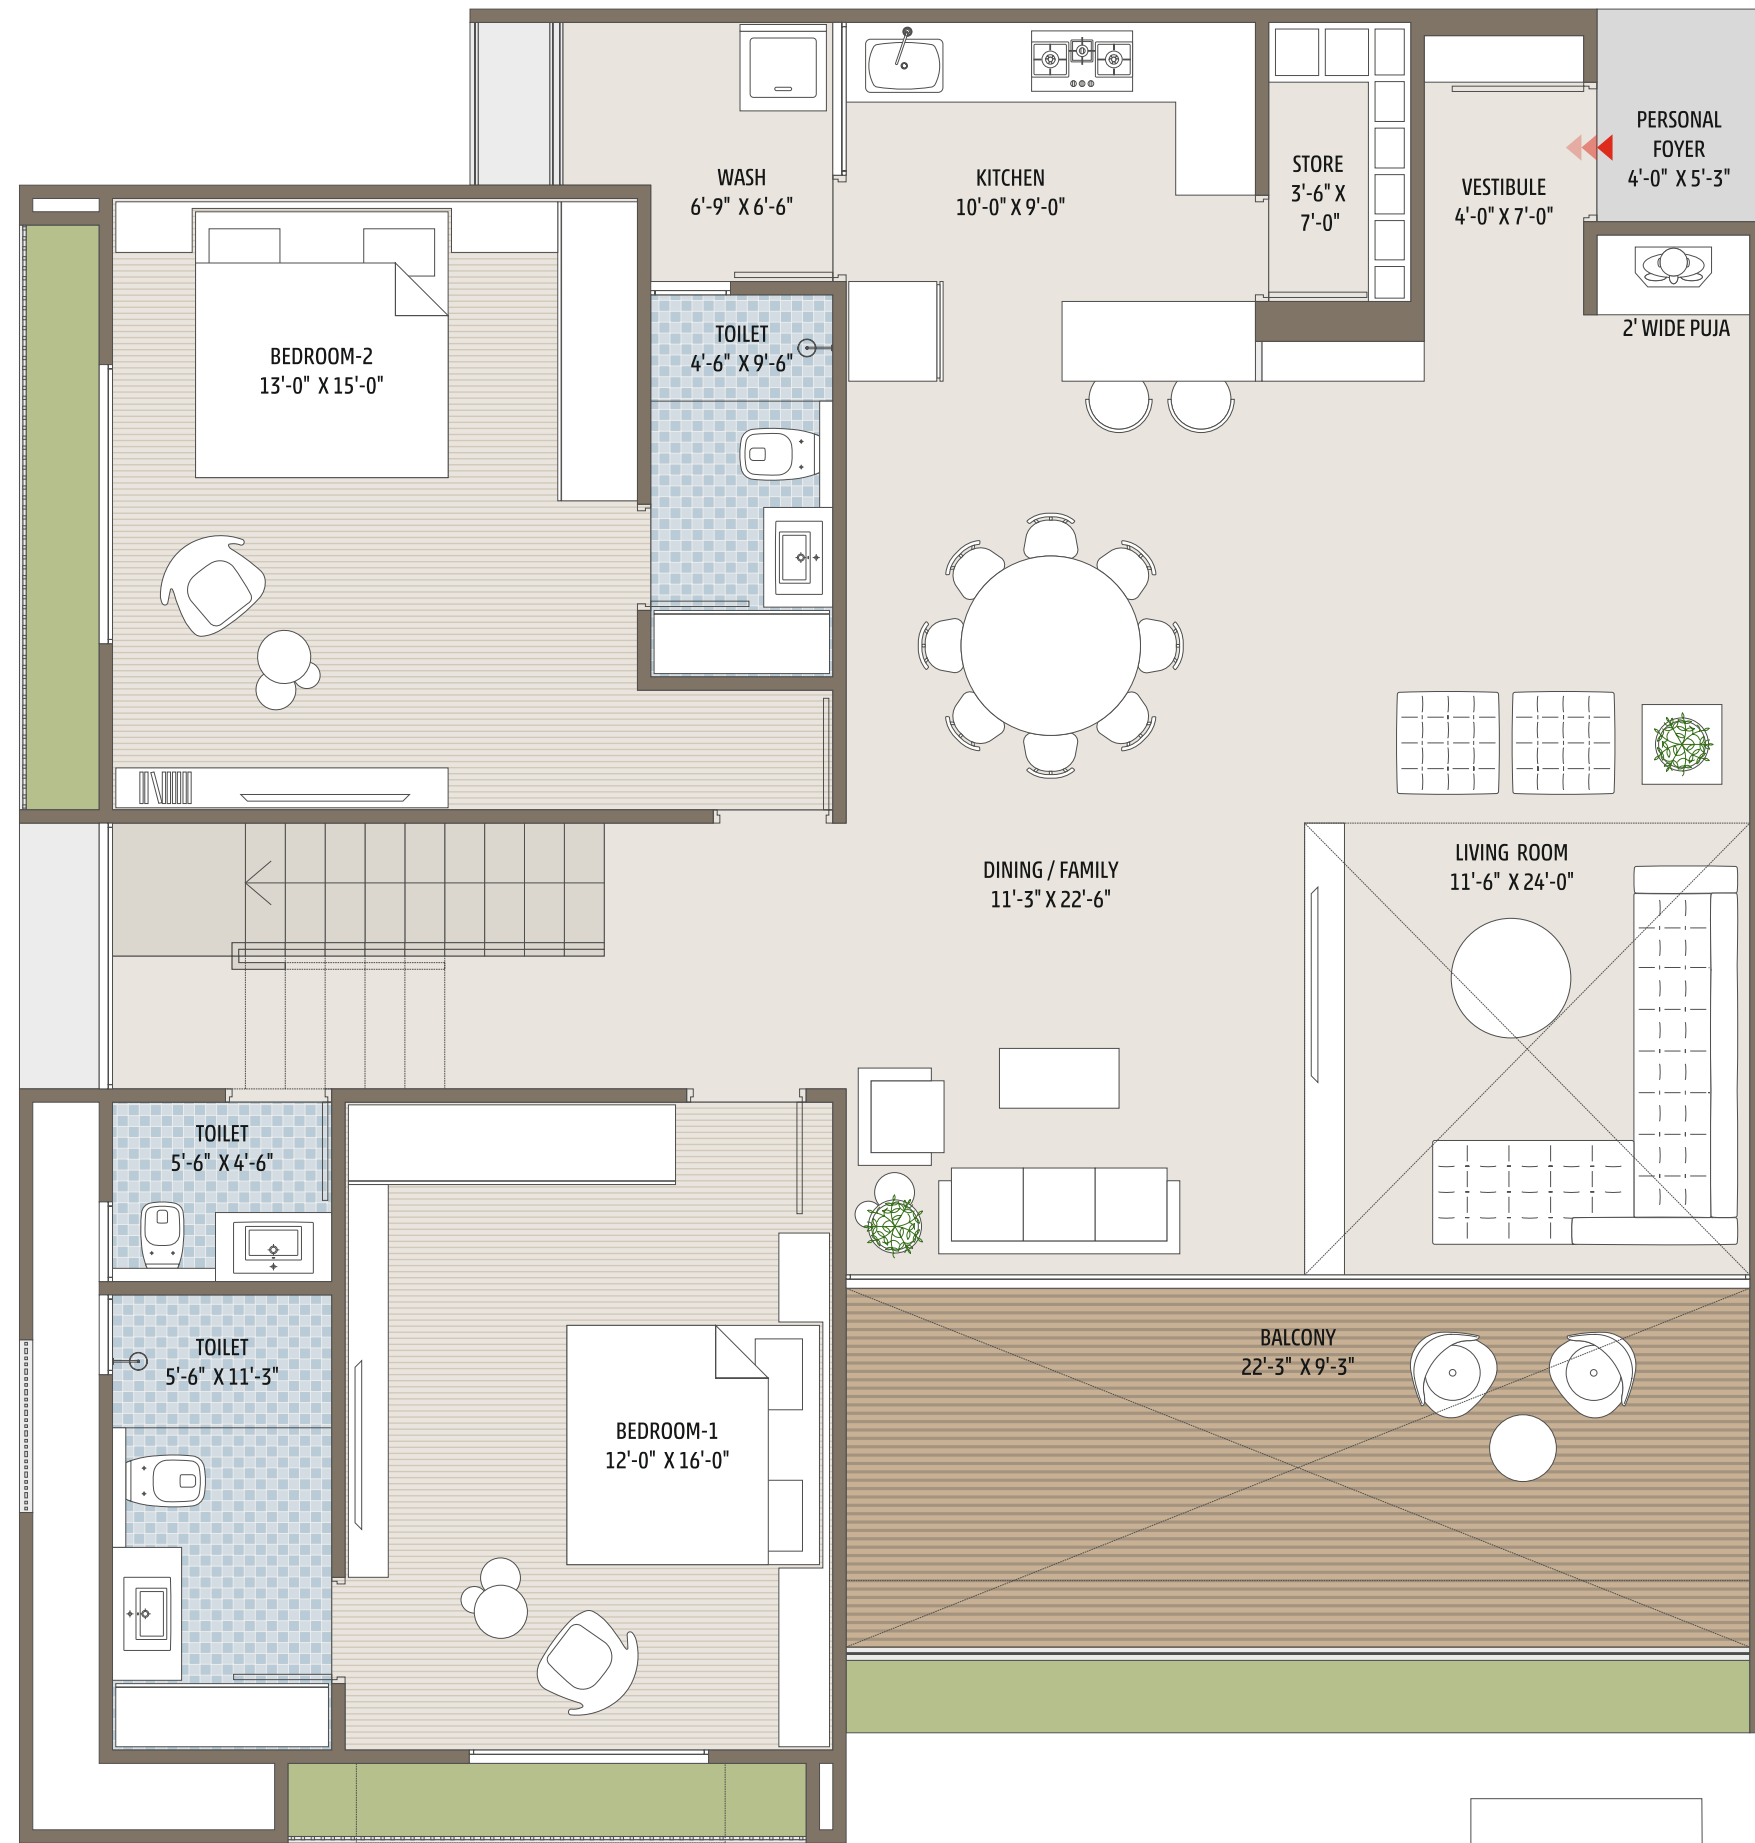 PERSONAL
FOYER
4'-0" X 5'-3"
WASH
6'-9" X 6'-6"
KITCHEN
10'-0" X 9'-0"
STORE
3'-6" X
7'-0"
VESTIBULE
4'-0" X 7'-0"
2' WIDE PUJA
BEDROOM-2
13'-0" X 15'-0"
TOILET
4'-6" X 9'-6"
DINING / FAMILY
11'-3" X 22'-6"
LIVING ROOM
11'-6" X 24'-0"
TOILET
5'-6" X 4'-6"
TOILET
5'-6" X 11'-3"
BEDROOM-1
12'-0" X 16'-0"
BALCONY
22'-3" X 9'-3"